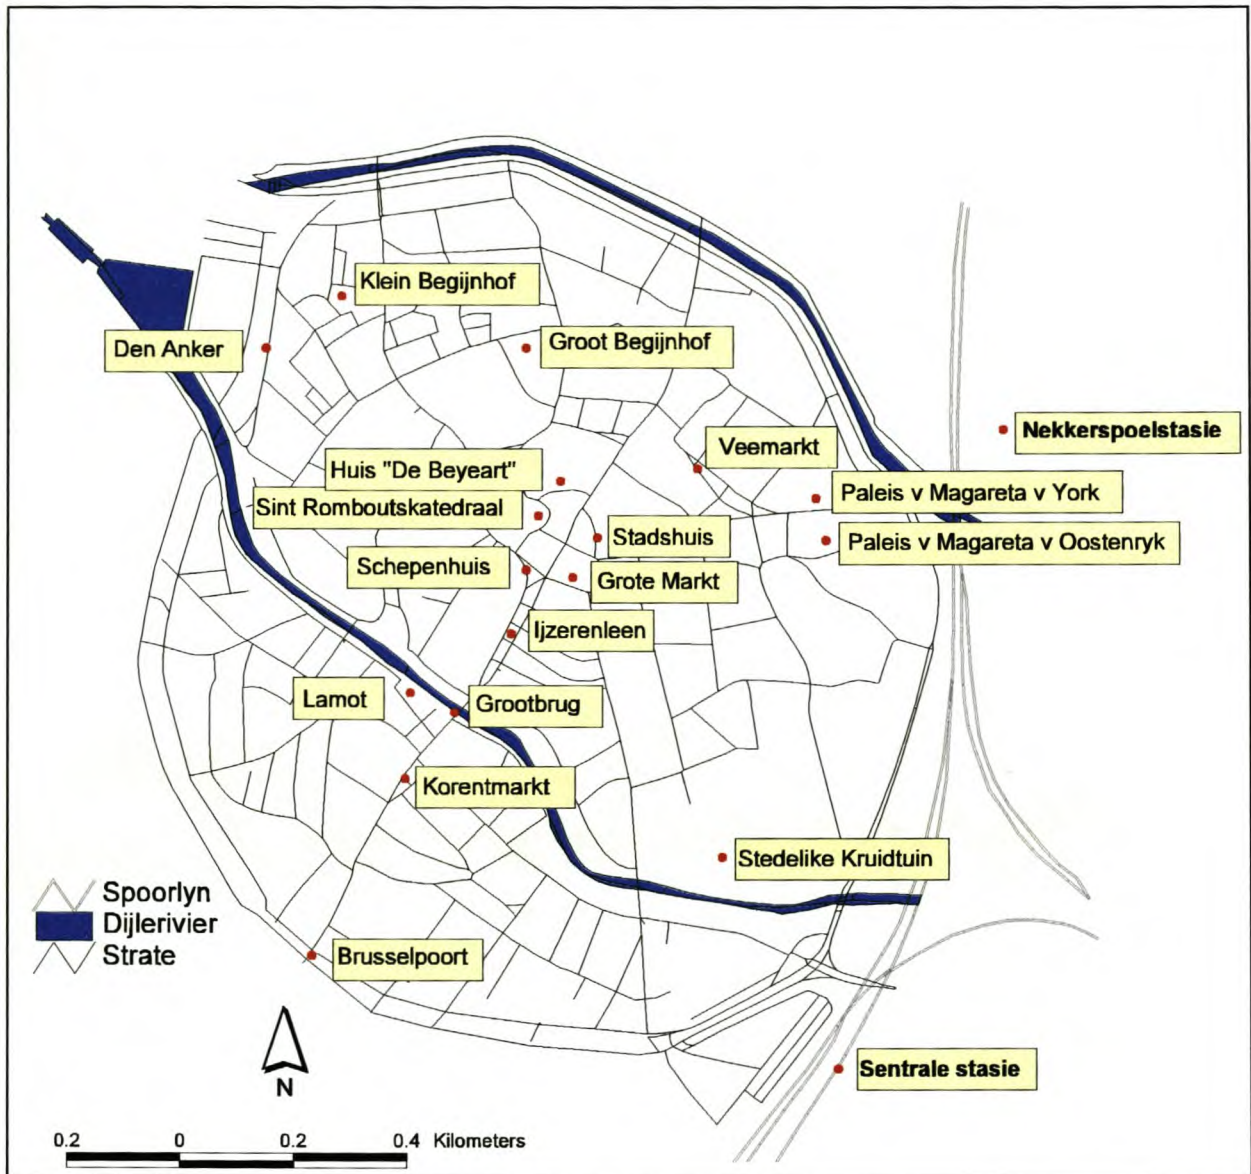 Klein Begijnhof
Den Anker
Groot Begijnhof
Nekkerspoelstasie
Veemarkt
Huis "De Beyeart"
Paleis v Magareta v York
Sint Romboutskatedraal
Stadshuis
Paleis v Magareta v Oostenryk
Schepenhuis
Grote Markt
Ijzerenleen
Lamot
Grootbrug
Korentmarkt
Stedelike Kruidtuin
Spoorlyn
Dijlerivier
Strate
Brusselpoort
N
Sentrale stasie
0.2 0 0.2 0.4 Kilometers